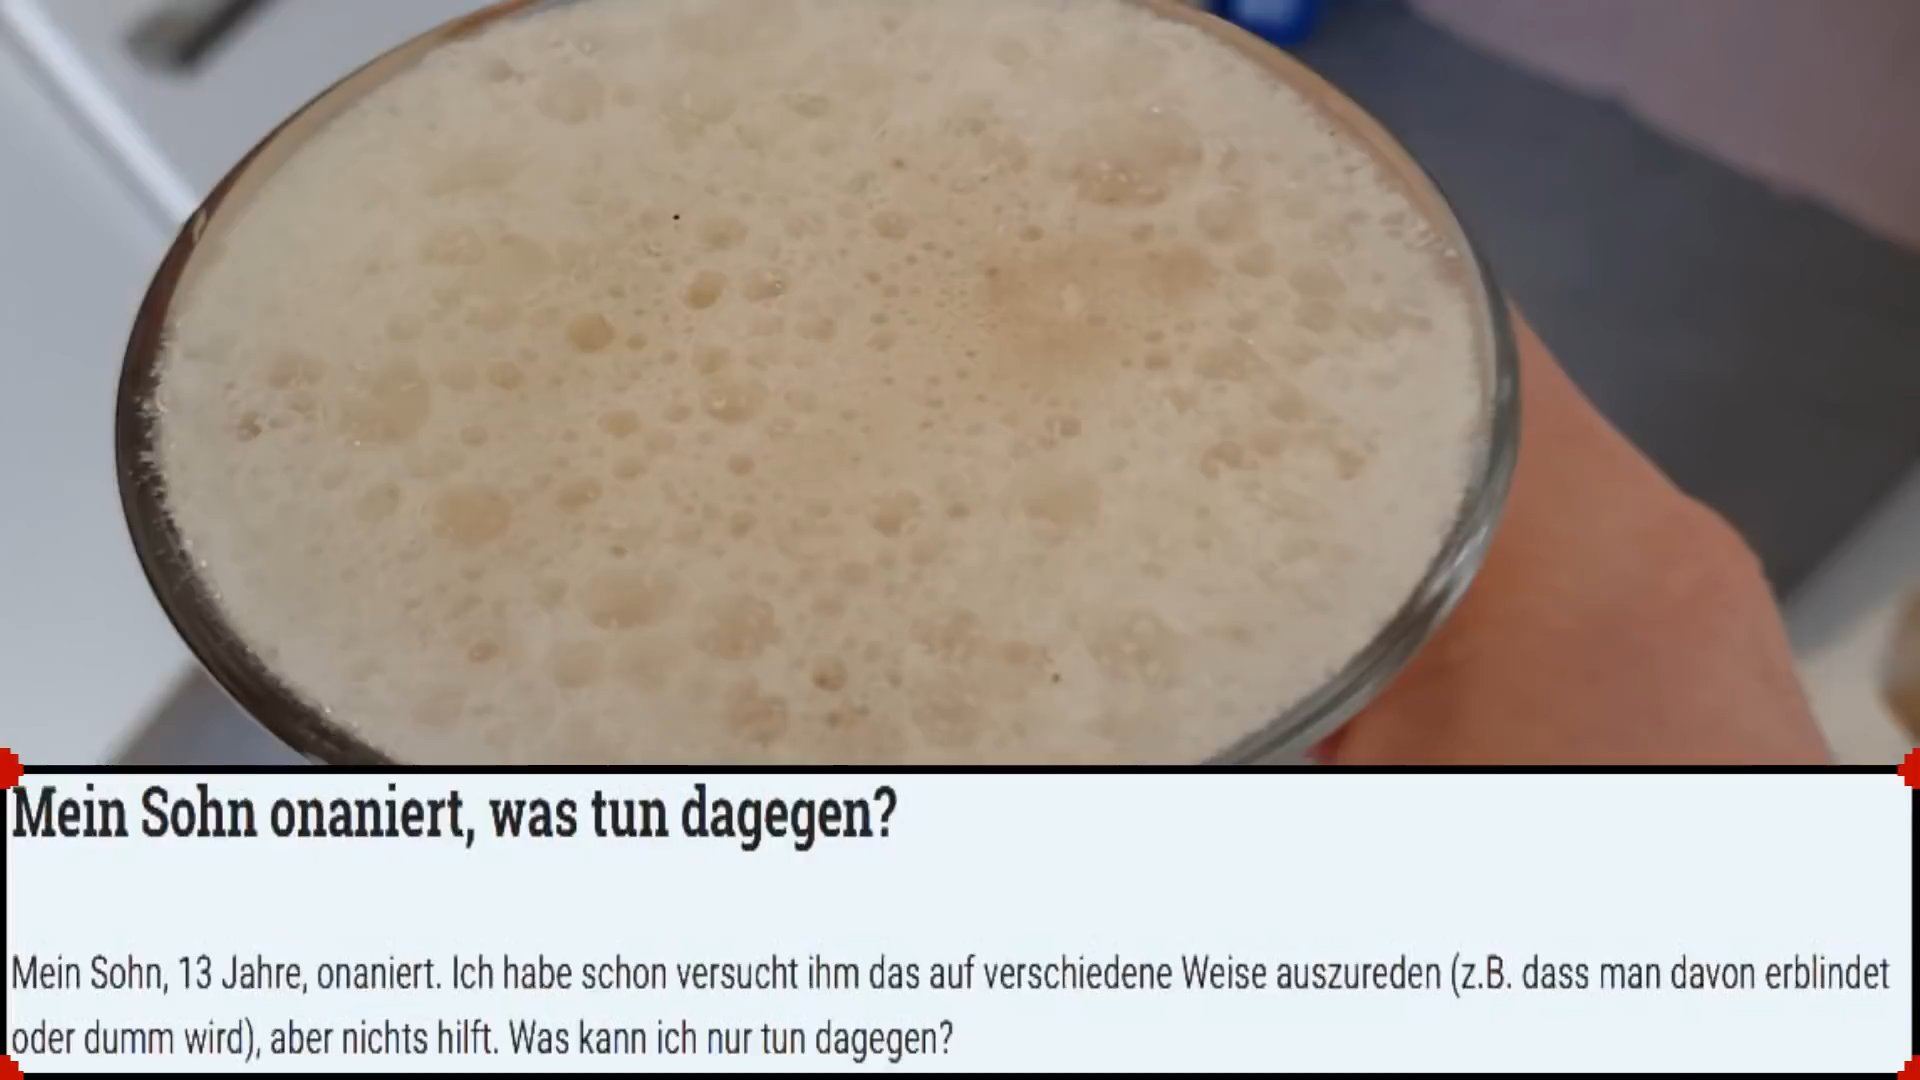 Mein Sohn onaniert, was tun dagegen?
Mein Sohn, 13 Jahre, onaniert. Ich habe schon versucht ihm das auf verschiedene Weise auszureden (z.B. dass man davon erblindet
oder dumm wird), aber nichts hilft. Was kann ich nur tun dagegen?